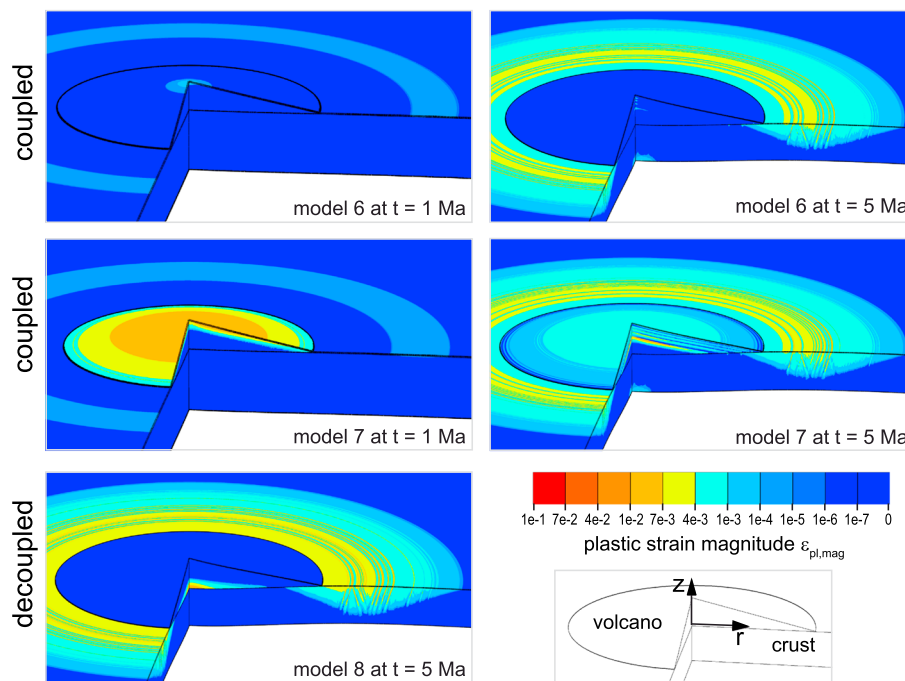 coupled
model 6 at t = 1 Ma
model 6 at t = 5 Ma
coupled
model 7 at t = 1 Ma
model 7 at t = 5 Ma
decoupled
model 8 at t = 5 Ma
1e-1 7e-2 4e-2 1e-2 7e-3 4e-3 1e-3 1e-4 1e-5 1e-6 1e-7 0
plastic strain magnitude εpl,mag
z
volcano
r
crust